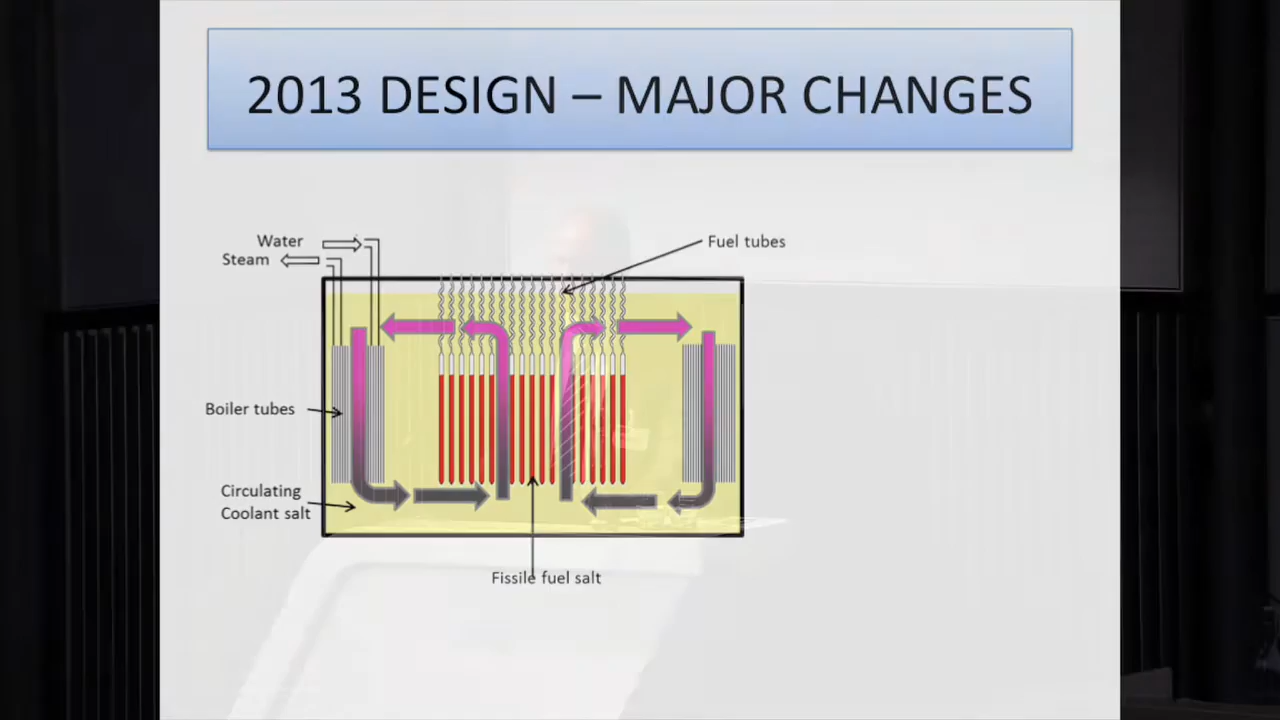 2013 DESIGN – MAJOR CHANGES
Water
Steam
Fuel tubes
Boiler tubes
Circulating
Coolant salt
Fissile fuel salt